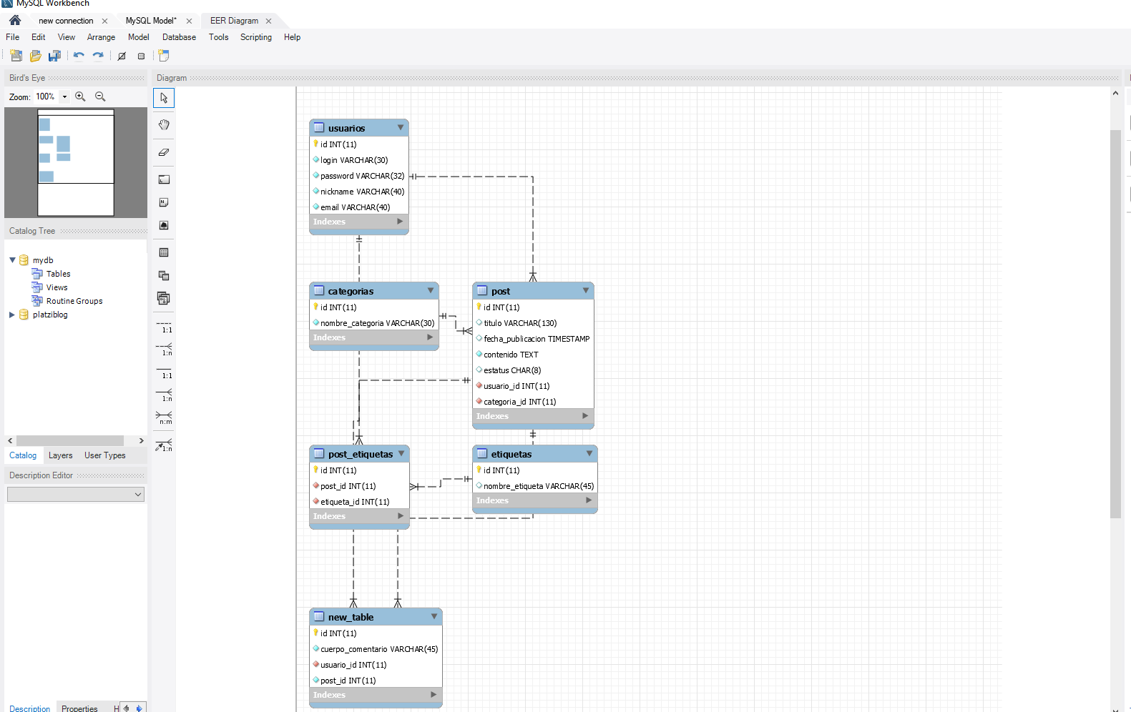 MySQL Workbench
new connection × MySQL Model* × EER Diagram ×
File Edit View Arrange Model Database Tools Scripting Help
Bird's Eye
Diagram
Zoom: 100%
usuarios
id INT(11)
login VARCHAR(30)
password VARCHAR(32)
nickname VARCHAR(40)
email VARCHAR(40)
Indexes
Catalog Tree
mydb
Tables
Views
Routine Groups
platziblog
1:1
1:n
1:1
1:n
n:m
1:n
categorias
id INT(11)
nombre_categoria VARCHAR(30)
Indexes
post
id INT(11)
titulo VARCHAR(130)
fecha_publicacion TIMESTAMP
contenido TEXT
estatus CHAR(8)
usuario_id INT(11)
categoria_id INT(11)
Indexes
Catalog Layers User Types
Description Editor
post_etiquetas
id INT(11)
post_id INT(11)
etiqueta_id INT(11)
Indexes
etiquetas
id INT(11)
nombre_etiqueta VARCHAR(45)
Indexes
new_table
id INT(11)
cuerpo_comentario VARCHAR(45)
usuario_id INT(11)
post_id INT(11)
Indexes
Description Properties H